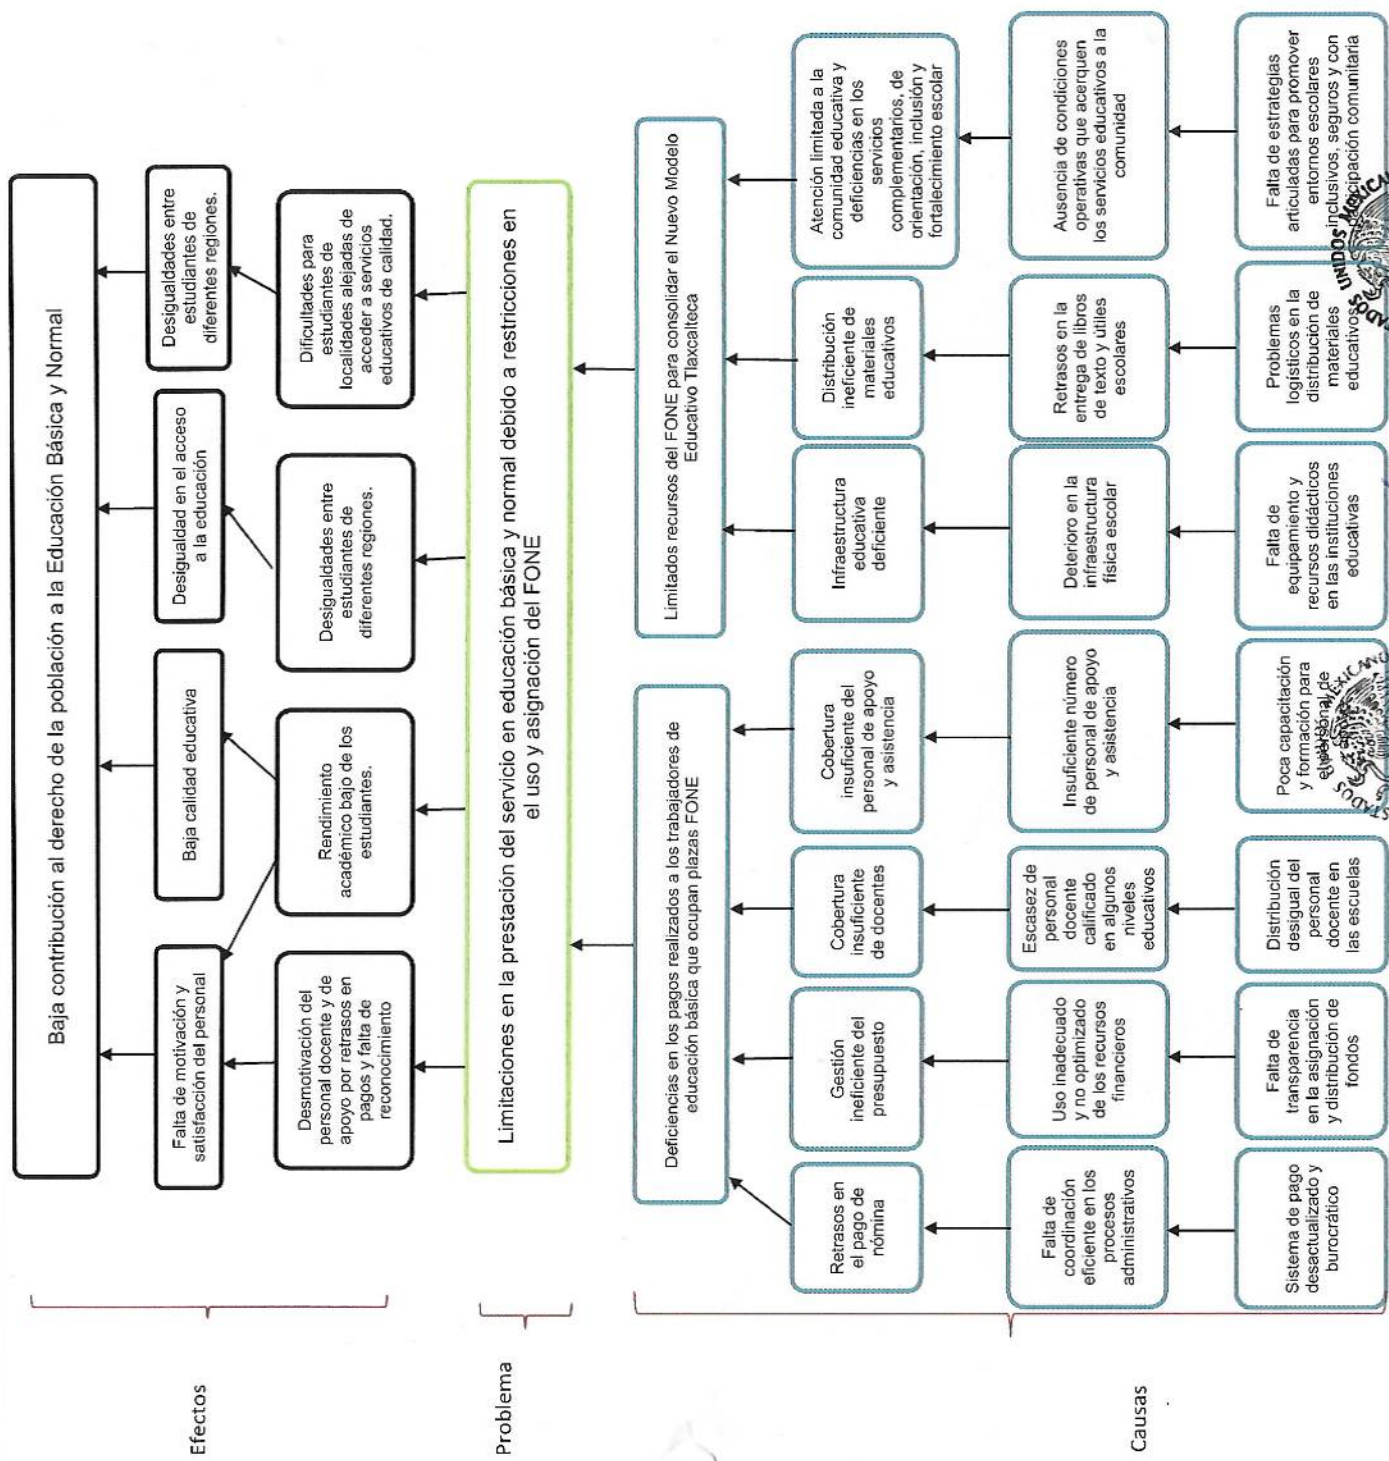 Efectos
Baja contribución al derecho de la población a la Educación Básica y Normal
Falta de motivación y
satisfacción del personal
Baja calidad educativa
Desigualdad en el acceso
a la educación
Desigualdades entre
estudiantes de
diferentes regiones.
Desmotivación del
personal docente y de
apoyo por retrasos en
pagos y falta de
reconocimiento
Rendimiento
académico bajo de los
estudiantes.
Desigualdades entre
estudiantes de
diferentes regiones.
Dificultades para
estudiantes de
localidades alejadas de
acceder a servicios
educativos de calidad.
Problema
Limitaciones en la prestación del servicio en educación básica y normal debido a restricciones en
el uso y asignación del FONE
Causas
Deficiencias en los pagos realizados a los trabajadores de
educación básica que ocupan plazas FONE
Limitados recursos del FONE para consolidar el Nuevo Modelo
Educativo Tlaxcalteca
Retrasos en
el pago de
nómina
Gestión
ineficiente del
presupuesto
Cobertura
insuficiente
de docentes
Cobertura
insuficiente del
personal de apoyo
y asistencia
Infraestructura
educativa
deficiente
Distribución
ineficiente de
materiales
educativos
Atención limitada a la
comunidad educativa y
deficiencias en los
servicios
complementarios, de
orientación, inclusión y
fortalecimiento escolar
Falta de
coordinación
eficiente en los
procesos
administrativos
Uso inadecuado
y no optimizado
de los recursos
financieros
Escasez de
personal
docente
calificado
en algunos
niveles
educativos
Insuficiente número
de personal de apoyo
y asistencia
Deterioro en la
infraestructura
física escolar
Retrasos en la
entrega de libros
de texto y útiles
escolares
Ausencia de condiciones
operativas que acerquen
los servicios educativos a la
comunidad
Sistema de pago
desactualizado y
burocrático
Falta de
transparencia
en la asignación
y distribución de
fondos
Distribución
desigual del
personal
docente en
las escuelas
Poca capacitación
y formación para
el personal de
Falta de
equipamiento y
recursos didácticos
en las instituciones
educativas
Problemas
logísticos en la
distribución de
materiales
educativos
Falta de estrategias
articuladas para promover
entornos escolares
inclusivos, seguros y con
participación comunitaria
UNIDOS